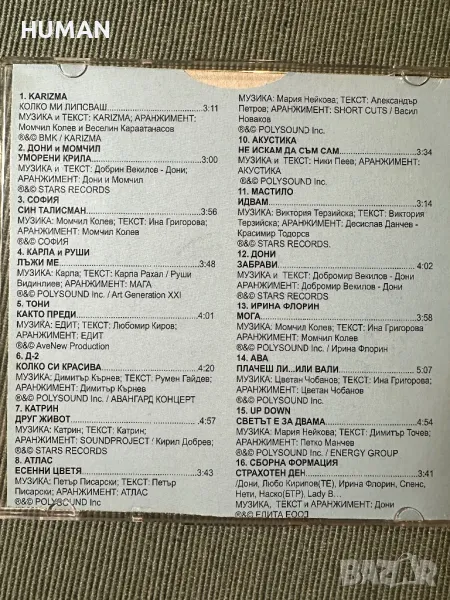 HUMAN
1. KARIZMA
КОЛКО МИ ЛИПСВАШ...........................3:11
МУЗИКА и ТЕКСТ: KARIZMA; АРАНЖИМЕНТ:
Момчил Колев и Веселин Караатанасов
®&© BMK / KARIZMA
2. ДОНИ и МОМЧИЛ
УМОРЕНИ КРИЛА...........................3:00
МУЗИКА и ТЕКСТ: Добрин Векилов - Дони;
АРАНЖИМЕНТ: Дони и Момчил
®&© STARS RECORDS
3. СОФИЯ
СИН ТАЛИСМАН...........................3:56
МУЗИКА: Момчил Колев; ТЕКСТ: Ина Григорова;
АРАНЖИМЕНТ: Момчил Колев
®&© СОФИЯ
4. КАРЛА и РУШИ
ЛЪЖИ МЕ...........................3:48
МУЗИКА: Карла; ТЕКСТ: Карла Рахал / Руши
Видинлиев; АРАНЖИМЕНТ: МАГА
®&© POLYSOUND Inc. / Art Generation XXI
5. ТОНИ
КАКТО ПРЕДИ...........................4:01
МУЗИКА: ЕДИТ; ТЕКСТ: Любомир Киров;
АРАНЖИМЕНТ: ЕДИТ
®&© AveNew Production
6. Д-2
КОЛКО СИ КРАСИВА...........................4:20
МУЗИКА: Димитър Кърнев; ТЕКСТ: Румен Гайдев;
АРАНЖИМЕНТ: Димитър Кърнев
®&© POLYSOUND Inc. / АВАНГАРД КОНЦЕРТ
7. КАТРИН
ДРУГ ЖИВОТ...........................4:57
МУЗИКА: Катрин; ТЕКСТ: Катрин;
АРАНЖИМЕНТ: SOUNDPROJECT / Кирил Добрев;
®&© STARS RECORDS
8. АТЛАС
ЕСЕННИ ЦВЕТЯ...........................3:43
МУЗИКА: Петър Писарски; ТЕКСТ: Петър
Писарски; АРАНЖИМЕНТ: АТЛАС
®&© POLYSOUND Inc
МУЗИКА: Мария Нейкова; ТЕКСТ: Александър
Петров; АРАНЖИМЕНТ: SHORT CUTS / Васил
Новаков
®&© POLYSOUND Inc.
10. АКУСТИКА
НЕ ИСКАМ ДА СЪМ САМ...........................3:34
МУЗИКА и ТЕКСТ: Ники Пеев; АРАНЖИМЕНТ:
АКУСТИКА
®&© POLYSOUND Inc.
11. МАСТИЛО
ИДВАМ...........................3:14
МУЗИКА: Виктория Терзийска; ТЕКСТ: Виктория
Терзийска; АРАНЖИМЕНТ: Десислав Данчев -
Красимир Тодорсв
®&© STARS RECORDS.
12. ДОНИ
ЗАБРАВИ...........................4:02
МУЗИКА и ТЕКСТ: Добромир Векилов - Дони
АРАНЖИМЕНТ: Добромир Векилов - Дони
®&© STARS RECORDS
13. ИРИНА ФЛОРИН
МОГА...........................3:58
МУЗИКА: Момчил Колев; ТЕКСТ: Ина Григорова
АРАНЖИМЕНТ: Момчил Колев
®&© POLYSOUND Inc. / Ирина Флорин
14. АВА
ПЛАЧЕШ ЛИ...ИЛИ ВАЛИ...........................5:07
МУЗИКА: Цветан Чобанов; ТЕКСТ: Ина Григорова;
АРАНЖИМЕНТ: Цветан Чобанов
®&© POLYSOUND Inc.
15. UP DOWN
СВЕТЪТ Е ЗА ДВАМА...........................4:54
МУЗИКА: Мария Нейкова; ТЕКСТ: Димитър Точев;
АРАНЖИМЕНТ: Петко Манчев
®&© POLYSOUND Inc. / ENERGY GROUP
16. СБОРНА ФОРМАЦИЯ
СТРАХОТЕН ДЕН...........................3:41
/Дони, Любо Кирипов(ТЕ), Ирина Флорин, Спенс,
Нети, Наско(БТР), Lady B...
МУЗИКА, ТЕКСТ и АРАНЖИМЕНТ: Дони
®&© ЕДИТА ЕООД
bazar